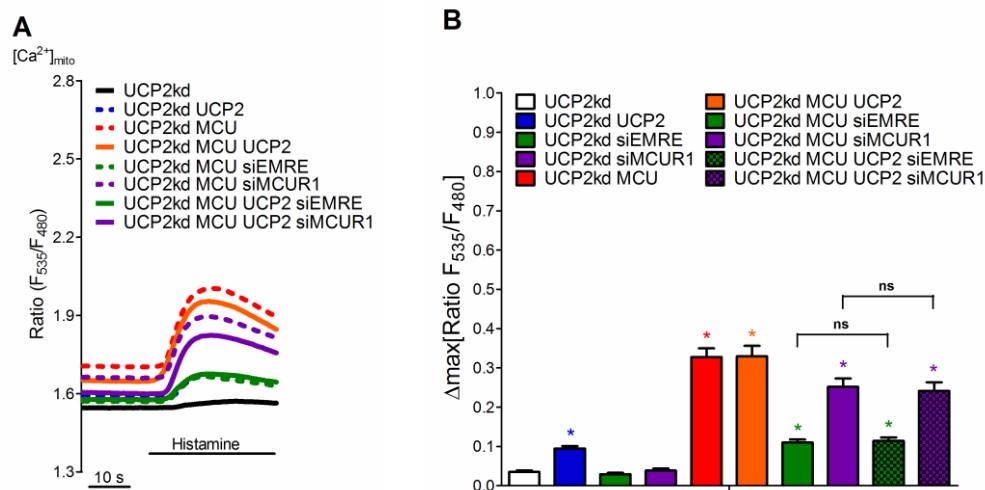 A
[Ca²⁺]mito
2.8
2.5
2.2
1.9
1.6
1.3
Ratio (F535/F480)
UCP2kd
UCP2kd UCP2
UCP2kd MCU
UCP2kd MCU UCP2
UCP2kd MCU siEMRE
UCP2kd MCU siMCUR1
UCP2kd MCU UCP2 siEMRE
UCP2kd MCU UCP2 siMCUR1
Histamine
10 s
B
1.0
0.9
0.8
0.7
0.6
0.5
0.4
0.3
0.2
0.1
0.0
Δmax[Ratio F535/F480]
UCP2kd
UCP2kd UCP2
UCP2kd siEMRE
UCP2kd siMCUR1
UCP2kd MCU
UCP2kd MCU UCP2
UCP2kd MCU siEMRE
UCP2kd MCU siMCUR1
UCP2kd MCU UCP2 siEMRE
UCP2kd MCU UCP2 siMCUR1
ns
ns
* * * * * * *